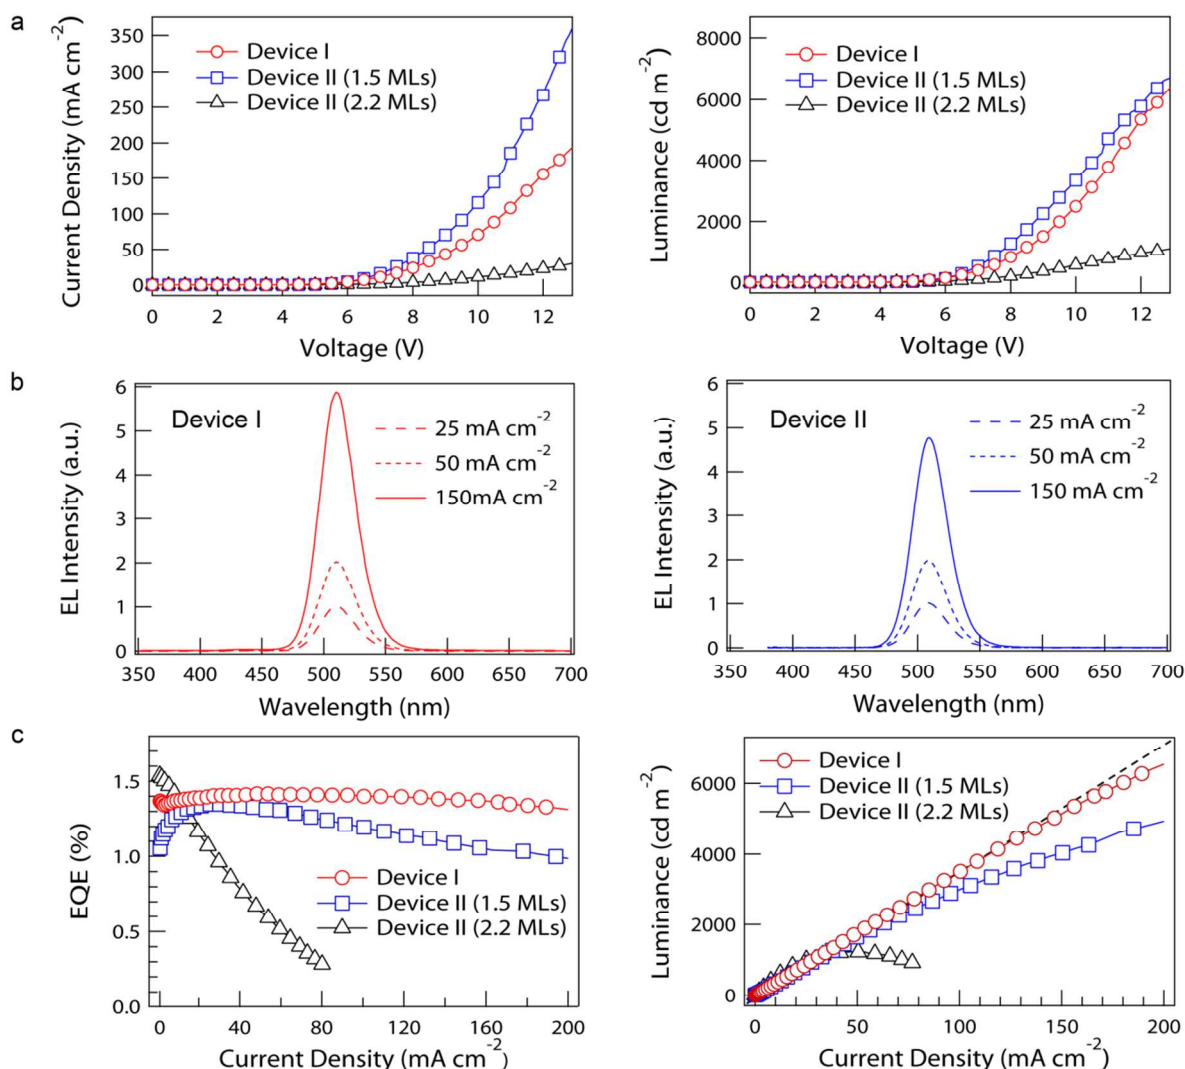 a
Current Density (mA cm-2)
350
300
250
200
150
100
50
0
Device I
Device II (1.5 MLs)
Device II (2.2 MLs)
0 2 4 6 8 10 12
Voltage (V)
Luminance (cd m-2)
8000
6000
4000
2000
0
Device I
Device II (1.5 MLs)
Device II (2.2 MLs)
0 2 4 6 8 10 12
Voltage (V)
b
EL Intensity (a.u.)
6
5
4
3
2
1
0
Device I
25 mA cm-2
50 mA cm-2
150mA cm-2
350 400 450 500 550 600 650 700
Wavelength (nm)
EL Intensity (a.u.)
6
5
4
3
2
1
0
Device II
25 mA cm-2
50 mA cm-2
150 mA cm-2
350 400 450 500 550 600 650 700
Wavelength (nm)
c
EQE (%)
1.5
1.0
0.5
0.0
Device I
Device II (1.5 MLs)
Device II (2.2 MLs)
0 40 80 120 160 200
Current Density (mA cm-2)
Luminance (cd m-2)
6000
4000
2000
0
Device I
Device II (1.5 MLs)
Device II (2.2 MLs)
0 50 100 150 200
Current Density (mA cm-2)